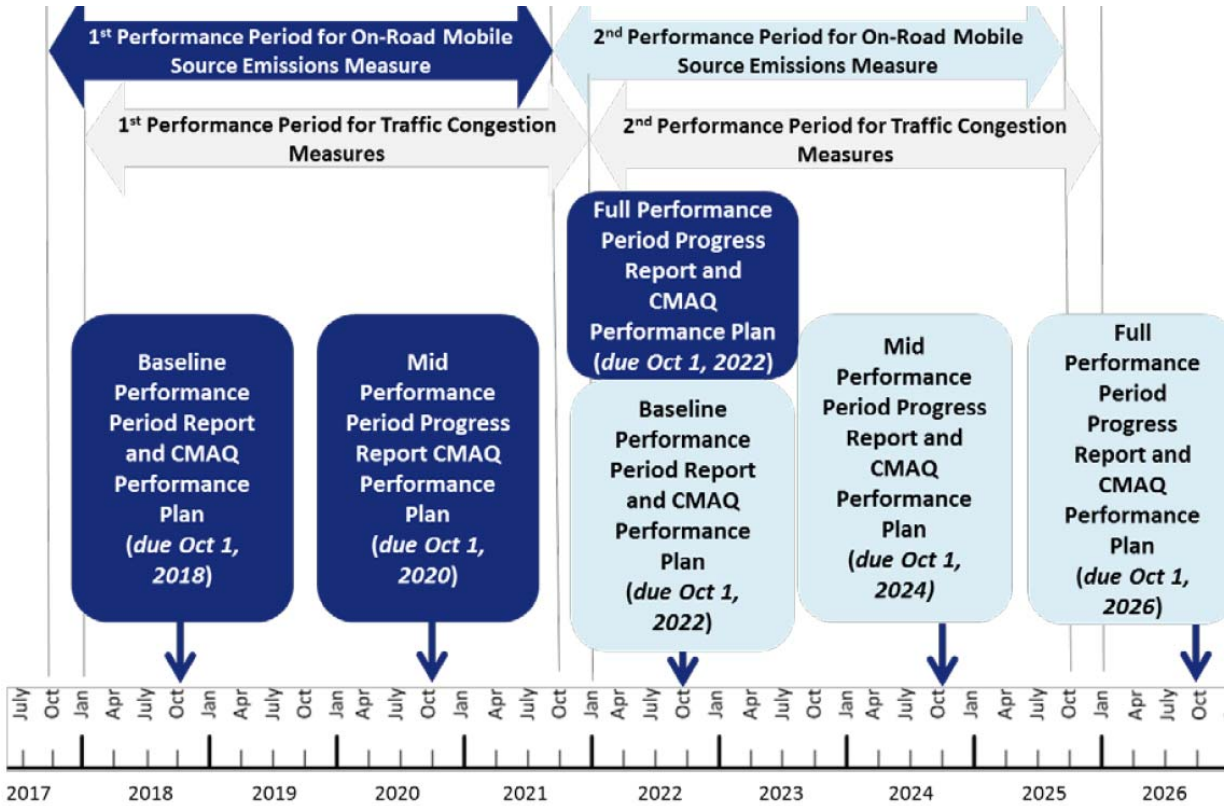 1st Performance Period for On-Road Mobile
Source Emissions Measure
2nd Performance Period for On-Road Mobile
Source Emissions Measure
1st Performance Period for Traffic Congestion
Measures
2nd Performance Period for Traffic Congestion
Measures
Baseline
Performance
Period Report
and CMAQ
Performance
Plan
(due Oct 1,
2018)
Mid
Performance
Period Progress
Report CMAQ
Performance
Plan
(due Oct 1,
2020)
Full Performance
Period Progress
Report and
CMAQ
Performance Plan
(due Oct 1, 2022)
Baseline
Performance
Period Report
and CMAQ
Performance
Plan
(due Oct 1,
2022)
Mid
Performance
Period Progress
Report and
CMAQ
Performance
Plan
(due Oct 1,
2024)
Full
Performance
Period
Progress
Report and
CMAQ
Performance
Plan
(due Oct 1,
2026)
July Oct Jan Apr July Oct Jan Apr July Oct Jan Apr July Oct Jan Apr July Oct Jan Apr July Oct Jan Apr July Oct Jan Apr July Oct Jan Apr July Oct Jan Apr July Oct
2017 2018 2019 2020 2021 2022 2023 2024 2025 2026